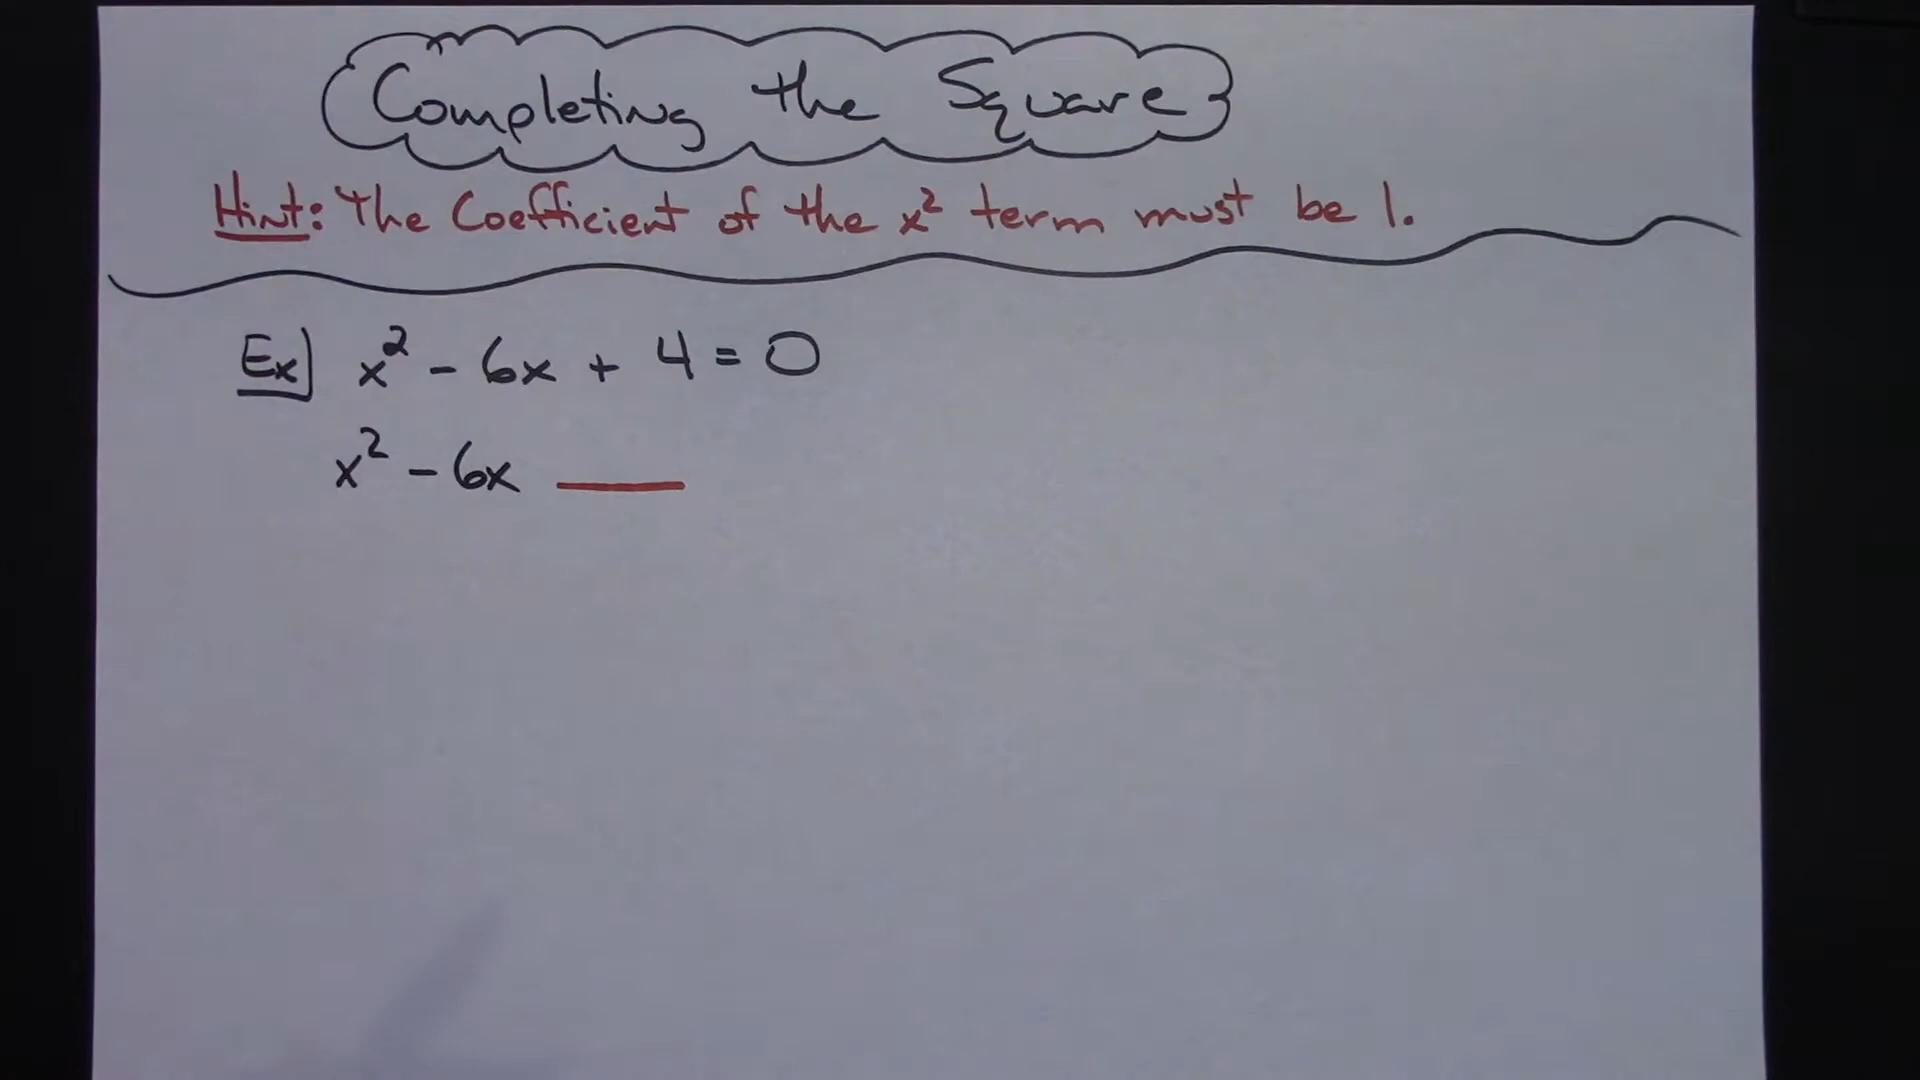 Completing the Square
Hint: The Coefficient of the x² term must be 1.
Ex] x² - 6x + 4 = 0
x² - 6x ____